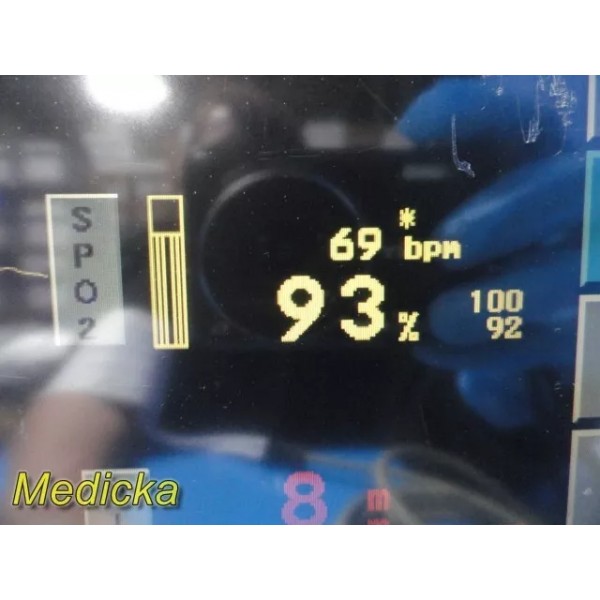 SPO2
*
69 bpm
93 %
100
92
Medicka
8